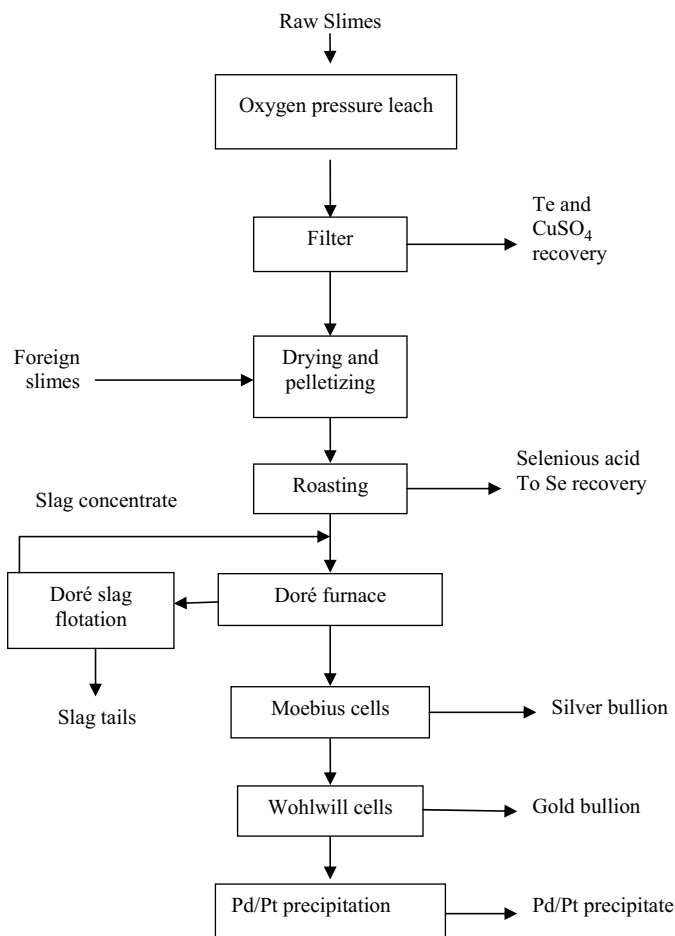 Raw Slimes
Oxygen pressure leach
Te and
CuSO₄
recovery
Filter
Foreign
slimes
Drying and
pelletizing
Selenious acid
To Se recovery
Roasting
Slag concentrate
Doré slag
flotation
Doré furnace
Slag tails
Moebius cells
Silver bullion
Wohlwill cells
Gold bullion
Pd/Pt precipitation
Pd/Pt precipitate